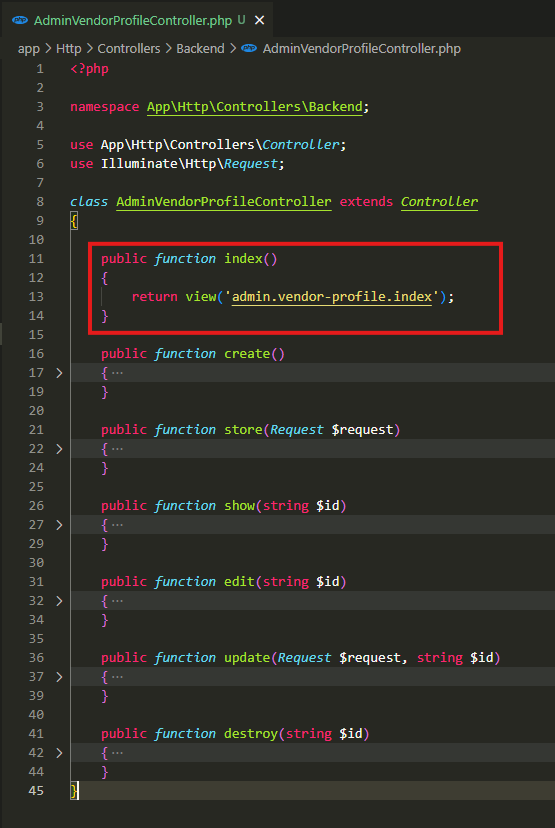 AdminVendorProfileController.php U ×
app > Http > Controllers > Backend > AdminVendorProfileController.php
1 <?php
2
3 namespace App\Http\Controllers\Backend;
4
5 use App\Http\Controllers\Controller;
6 use Illuminate\Http\Request;
7
8 class AdminVendorProfileController extends Controller
9 {
10
11 public function index()
12 {
13 return view('admin.vendor-profile.index');
14 }
15
16 public function create()
17 > { ···
19 }
20
21 public function store(Request $request)
22 > { ···
24 }
25
26 public function show(string $id)
27 > { ···
29 }
30
31 public function edit(string $id)
32 > { ···
34 }
35
36 public function update(Request $request, string $id)
37 > { ···
39 }
40
41 public function destroy(string $id)
42 > { ···
44 }
45 }